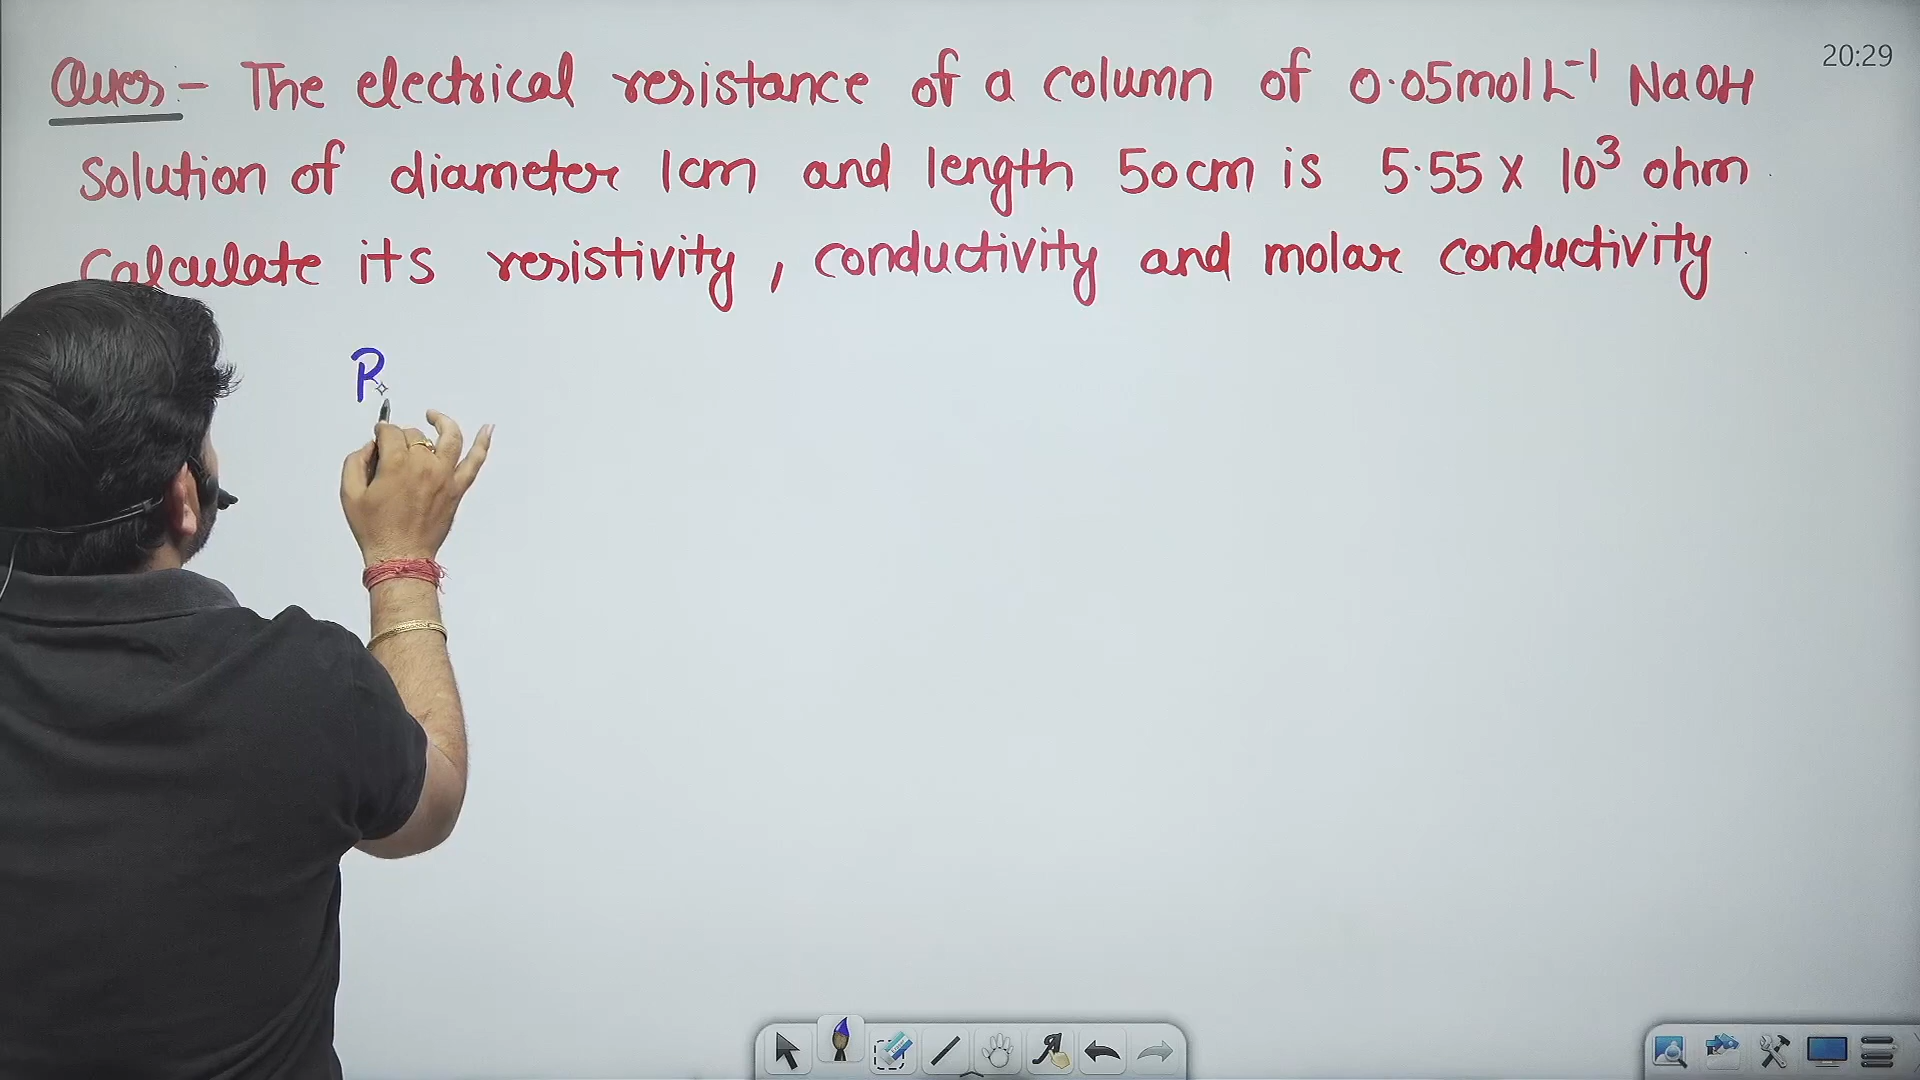 20:29
Ques:- The electrical resistance of a column of 0.05 mol L⁻¹ NaOH
Solution of diameter 1cm and length 50cm is 5.55 x 10³ ohm.
Calculate its resistivity, conductivity and molar conductivity.
R